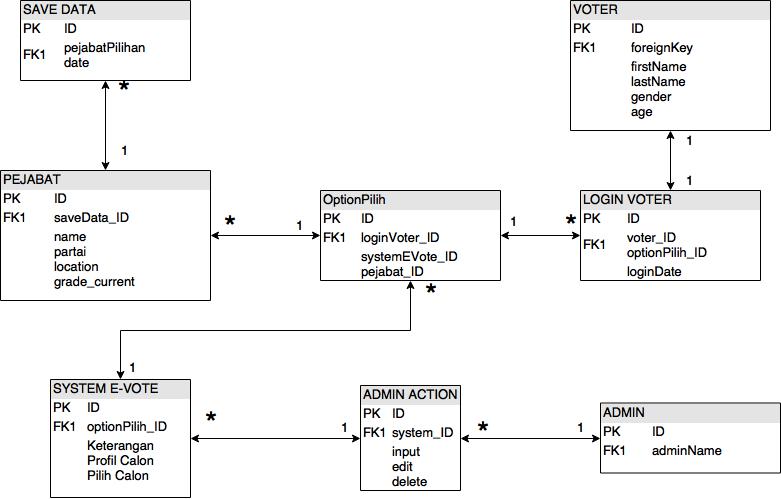 SAVE DATA
PK ID
FK1 pejabatPilihan
date
*
1
VOTER
PK ID
FK1 foreignKey
firstName
lastName
gender
age
1
1
PEJABAT
PK ID
FK1 saveData_ID
name
partai
location
grade_current
* 1
OptionPilih
PK ID
FK1 loginVoter_ID
systemEVote_ID
pejabat_ID
1 *
LOGIN VOTER
PK ID
FK1 voter_ID
optionPilih_ID
loginDate
*
1
SYSTEM E-VOTE
PK ID
FK1 optionPilih_ID
Keterangan
Profil Calon
Pilih Calon
* 1
ADMIN ACTION
PK ID
FK1 system_ID
input
edit
delete
* 1
ADMIN
PK ID
FK1 adminName